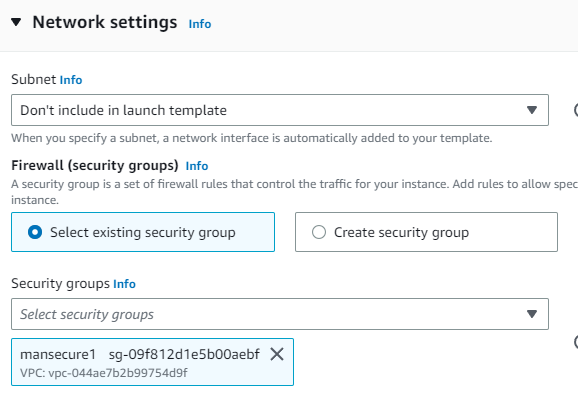 Network settings Info
Subnet Info
Don't include in launch template
When you specify a subnet, a network interface is automatically added to your template.
Firewall (security groups) Info
A security group is a set of firewall rules that control the traffic for your instance. Add rules to allow spec
instance.
Select existing security group
Create security group
Security groups Info
Select security groups
mansecure1 sg-09f812d1e5b00aebf
VPC: vpc-044ae7b2b99754d9f